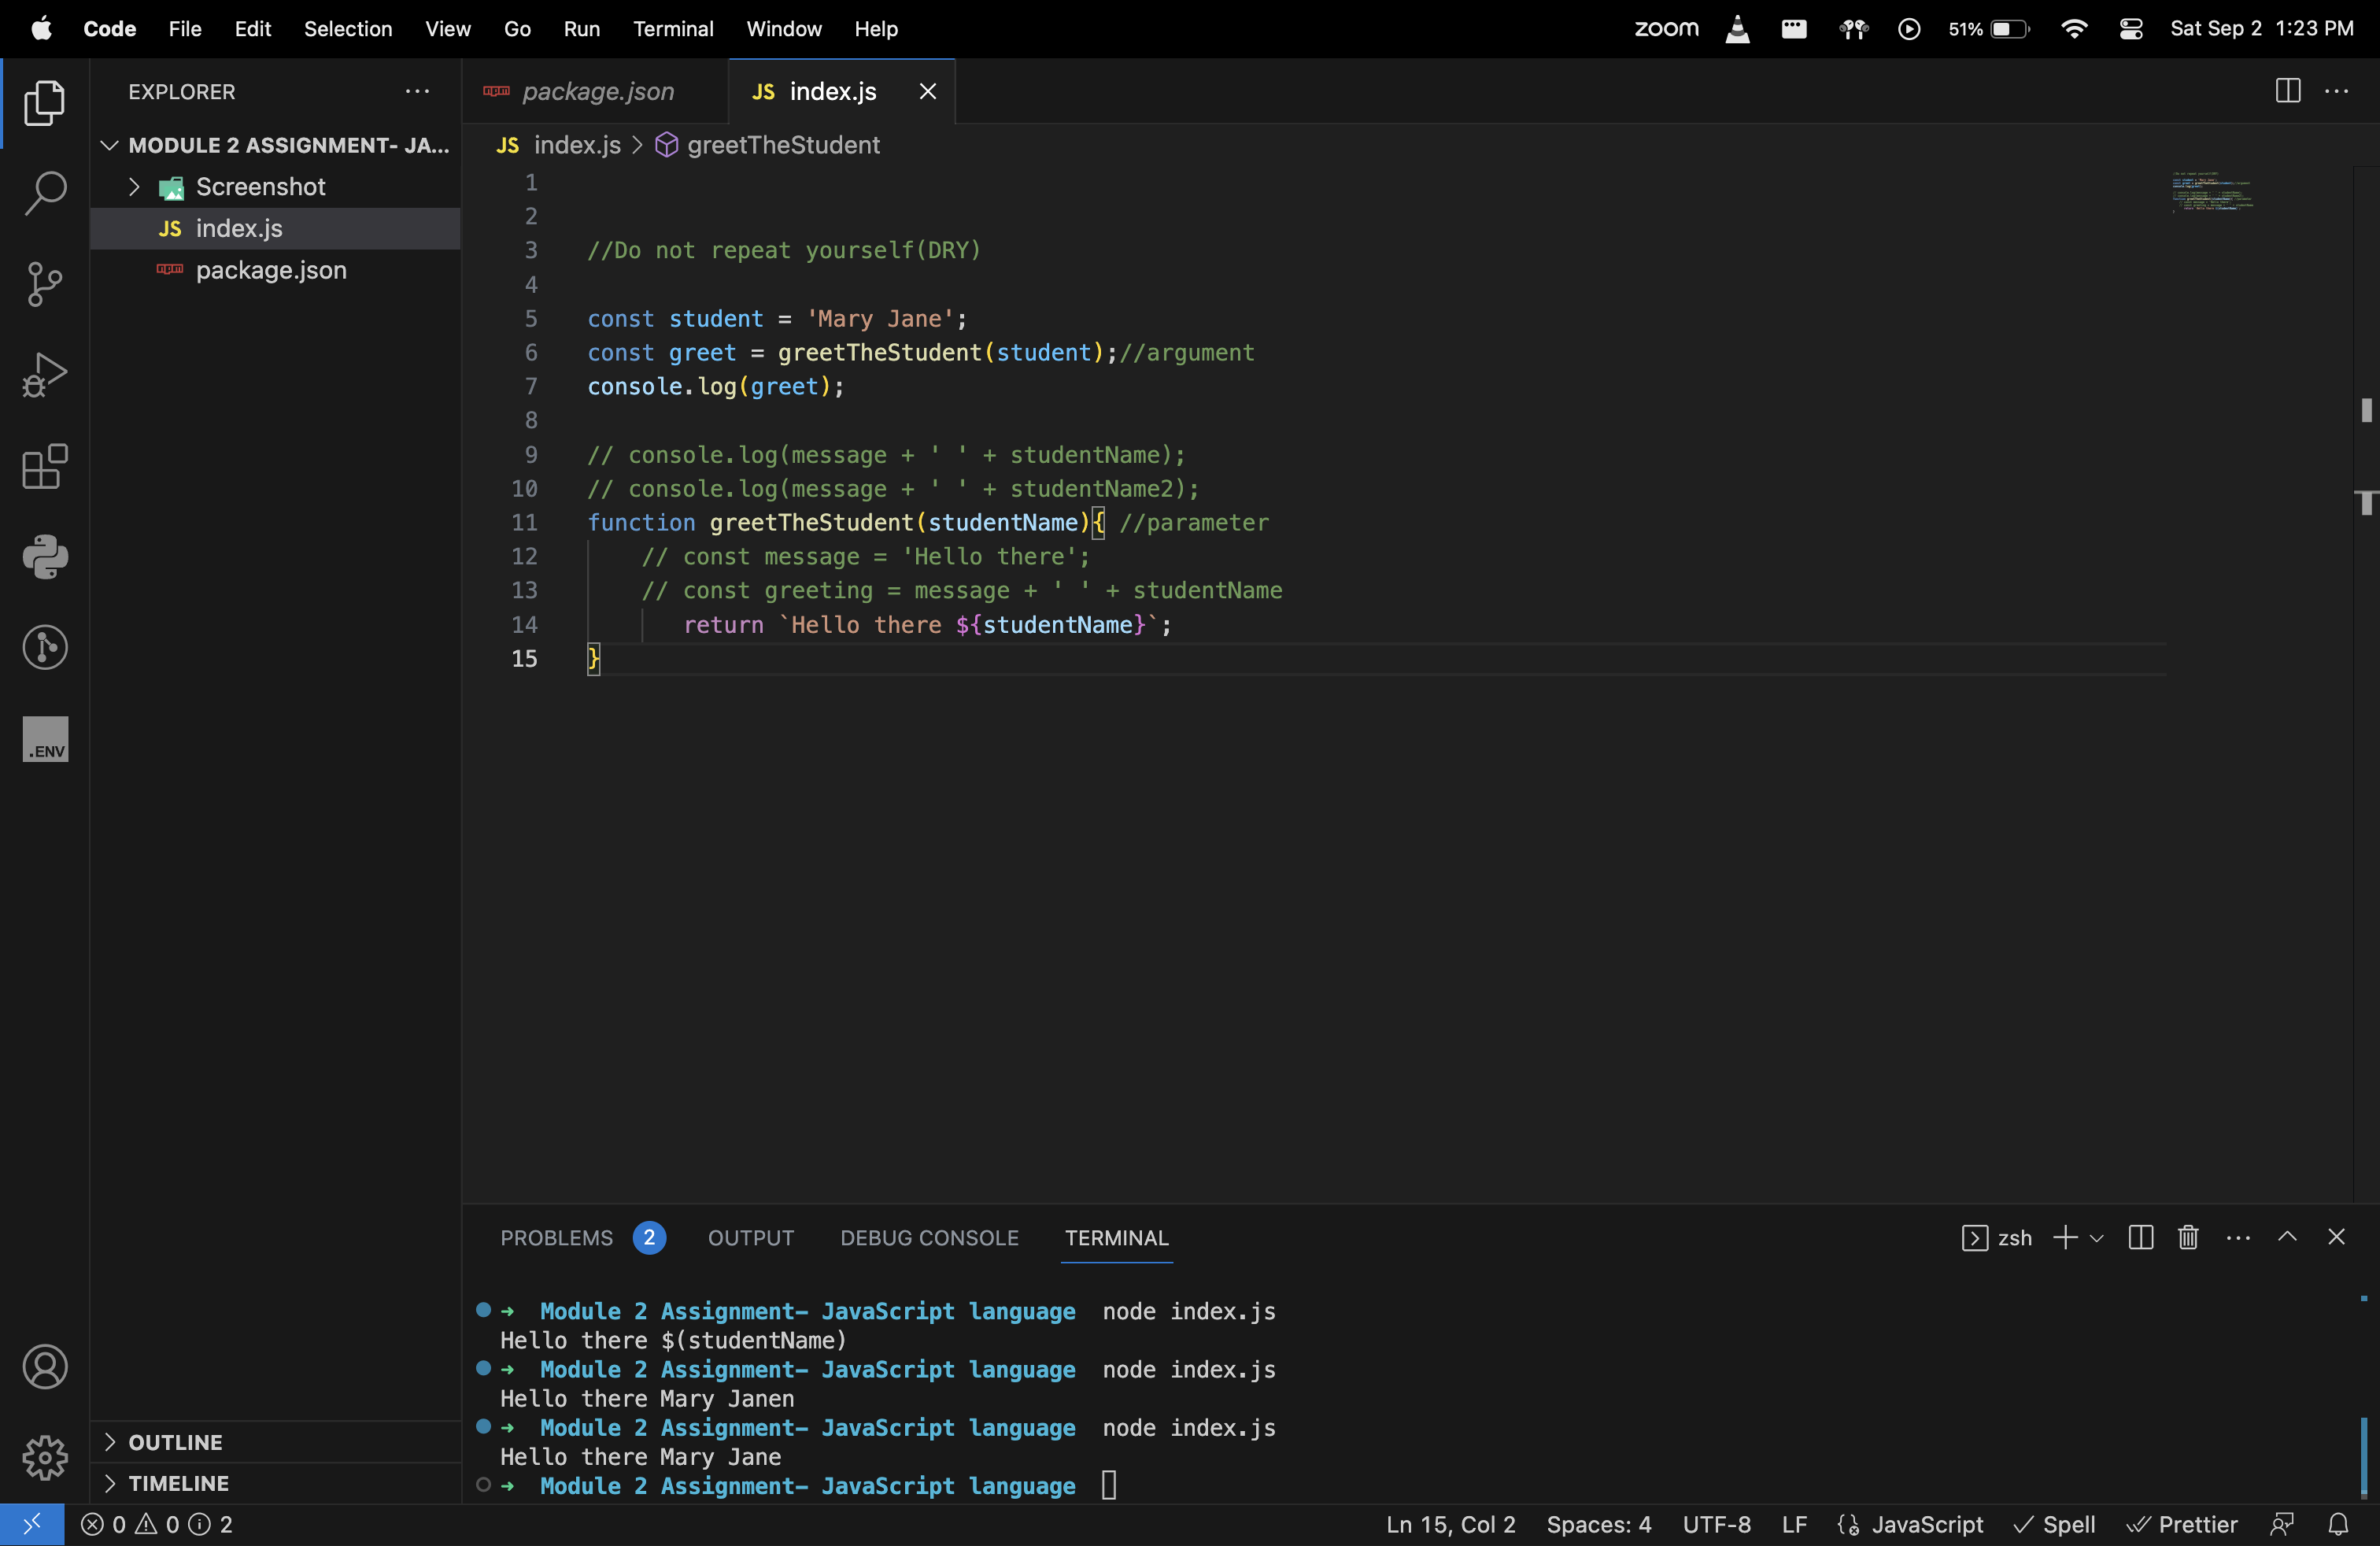 Code File Edit Selection View Go Run Terminal Window Help zoom 51% Sat Sep 2 1:23 PM
EXPLORER
MODULE 2 ASSIGNMENT- JA...
Screenshot
JS index.js
package.json
OUTLINE
TIMELINE
.ENV
package.json JS index.js
JS index.js > greetTheStudent
1
2
3 //Do not repeat yourself(DRY)
4
5 const student = 'Mary Jane';
6 const greet = greetTheStudent(student);//argument
7 console.log(greet);
8
9 // console.log(message + ' ' + studentName);
10 // console.log(message + ' ' + studentName2);
11 function greetTheStudent(studentName){ //parameter
12 // const message = 'Hello there';
13 // const greeting = message + ' ' + studentName
14 return `Hello there ${studentName}`;
15 }
PROBLEMS 2 OUTPUT DEBUG CONSOLE TERMINAL zsh
→ Module 2 Assignment- JavaScript language node index.js
Hello there $(studentName)
→ Module 2 Assignment- JavaScript language node index.js
Hello there Mary Janen
→ Module 2 Assignment- JavaScript language node index.js
Hello there Mary Jane
→ Module 2 Assignment- JavaScript language
0 0 2 Ln 15, Col 2 Spaces: 4 UTF-8 LF JavaScript Spell Prettier